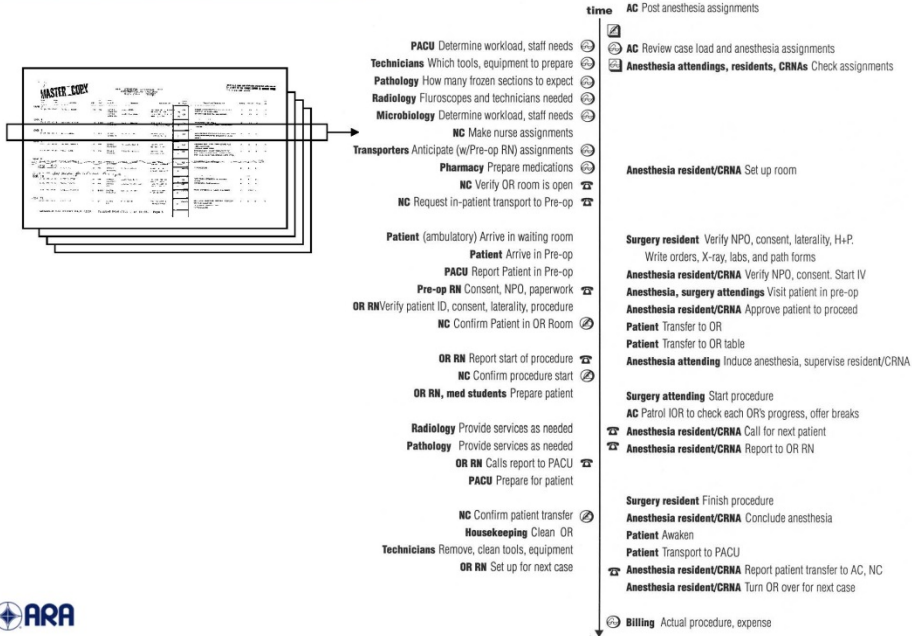 time
AC Post anesthesia assignments
PACU Determine workload, staff needs
AC Review case load and anesthesia assignments
Technicians Which tools, equipment to prepare
Anesthesia attendings, residents, CRNAs Check assignments
Pathology How many frozen sections to expect
Radiology Fluroscopes and technicians needed
Microbiology Determine workload, staff needs
NC Make nurse assignments
Transporters Anticipate (w/Pre-op RN) assignments
Pharmacy Prepare medications
Anesthesia resident/CRNA Set up room
NC Verify OR room is open
NC Request in-patient transport to Pre-op
MASTER COPY
Patient (ambulatory) Arrive in waiting room
Patient Arrive in Pre-op
PACU Report Patient in Pre-op
Pre-op RN Consent, NPO, paperwork
OR RNVerify patient ID, consent, laterality, procedure
NC Confirm Patient in OR Room
Surgery resident Verify NPO, consent, laterality, H+P.
Write orders, X-ray, labs, and path forms
Anesthesia resident/CRNA Verify NPO, consent. Start IV
Anesthesia, surgery attendings Visit patient in pre-op
Anesthesia resident/CRNA Approve patient to proceed
Patient Transfer to OR
Patient Transfer to OR table
Anesthesia attending Induce anesthesia, supervise resident/CRNA
OR RN Report start of procedure
NC Confirm procedure start
OR RN, med students Prepare patient
Surgery attending Start procedure
AC Patrol IOR to check each OR's progress, offer breaks
Anesthesia resident/CRNA Call for next patient
Anesthesia resident/CRNA Report to OR RN
Radiology Provide services as needed
Pathology Provide services as needed
OR RN Calls report to PACU
PACU Prepare for patient
Surgery resident Finish procedure
Anesthesia resident/CRNA Conclude anesthesia
Patient Awaken
Patient Transport to PACU
Anesthesia resident/CRNA Report patient transfer to AC, NC
Anesthesia resident/CRNA Turn OR over for next case
NC Confirm patient transfer
Housekeeping Clean OR
Technicians Remove, clean tools, equipment
OR RN Set up for next case
Billing Actual procedure, expense
ARA